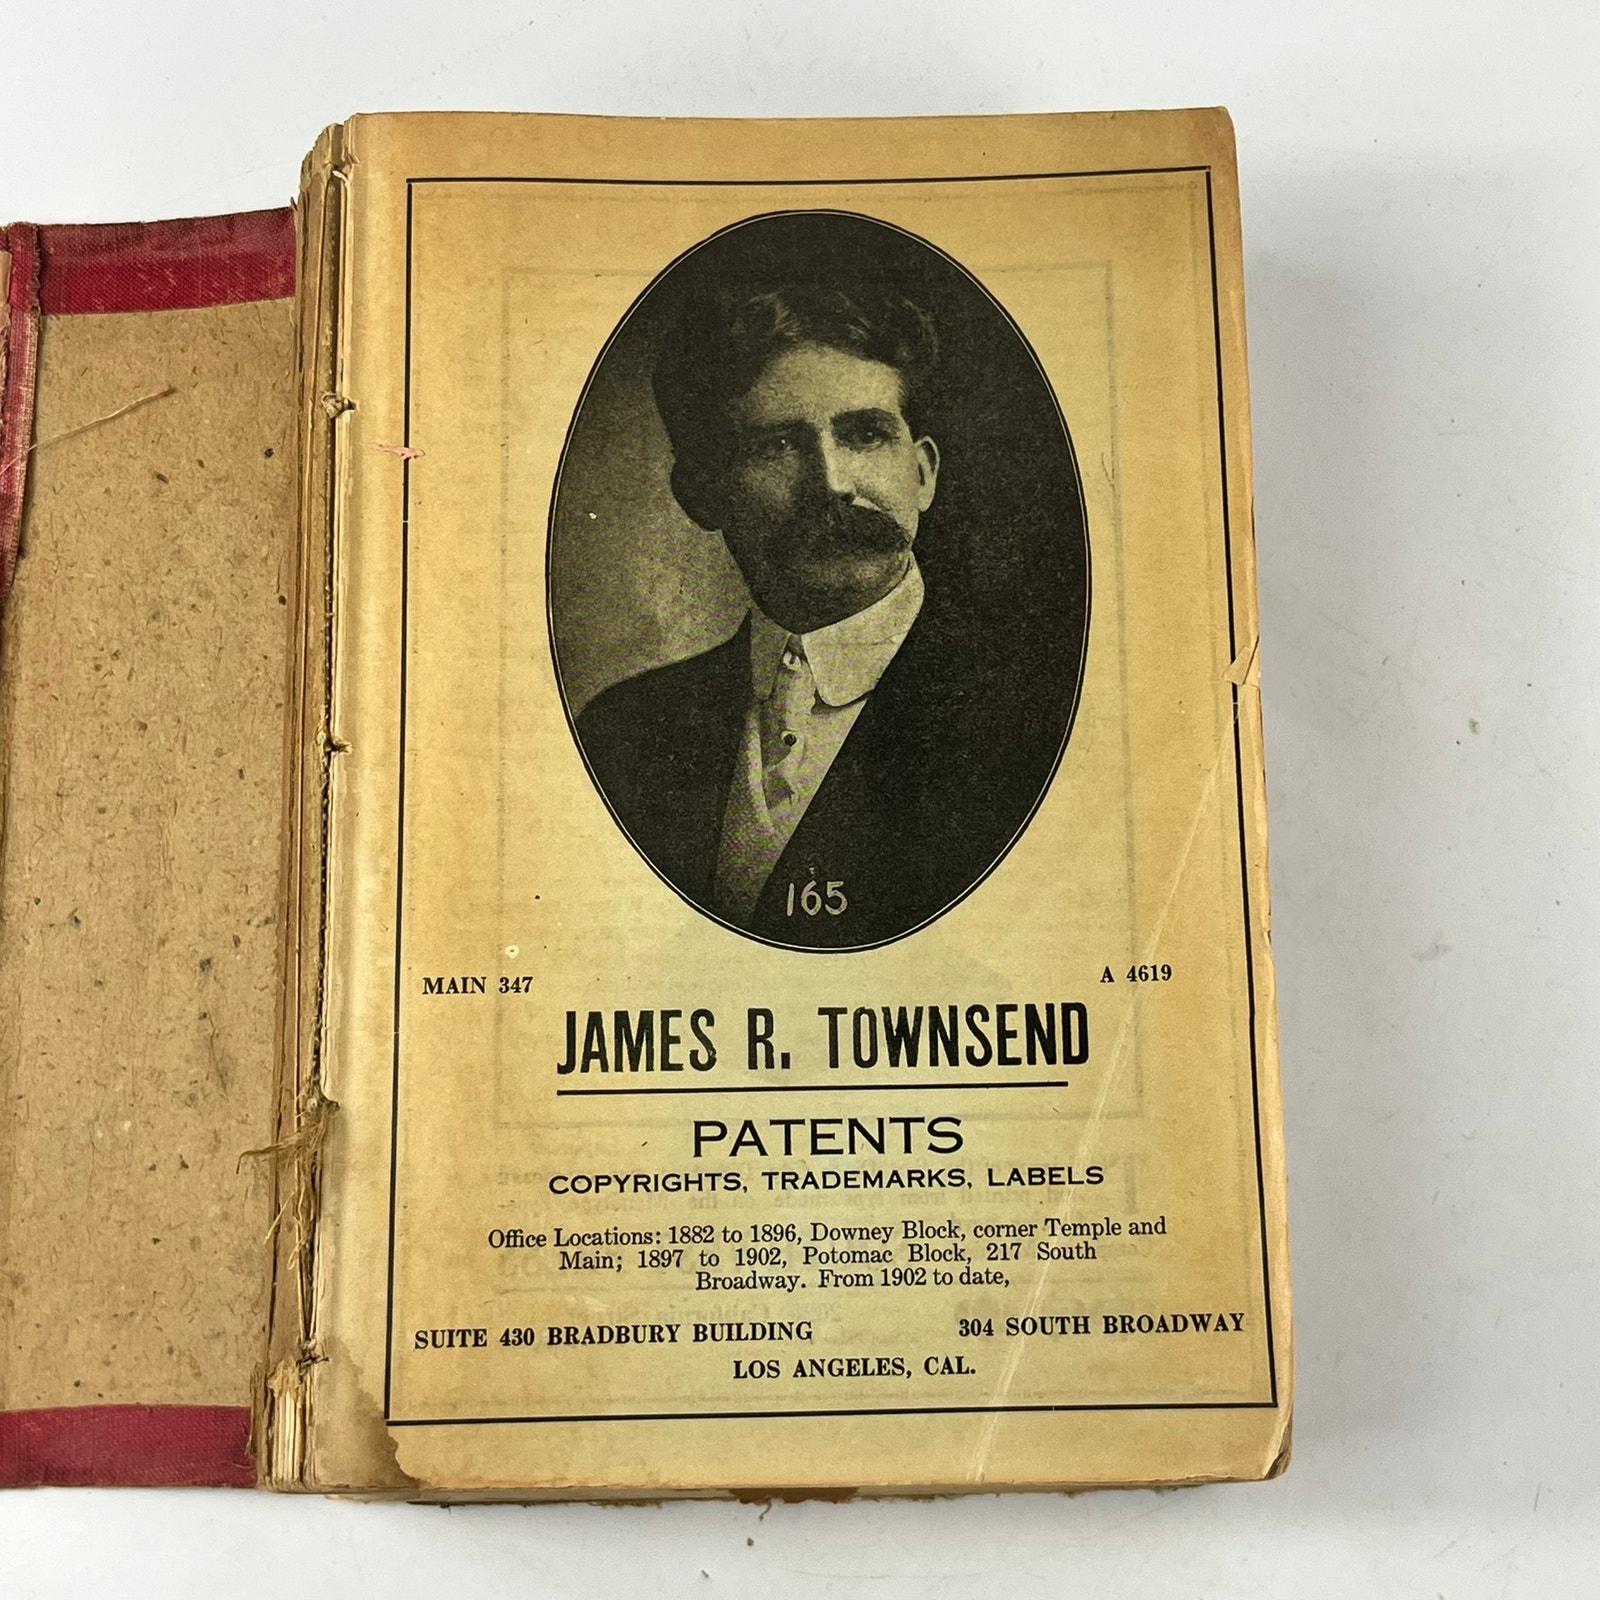 165
MAIN 347
A 4619
JAMES R. TOWNSEND
PATENTS
COPYRIGHTS, TRADEMARKS, LABELS
Office Locations: 1882 to 1896, Downey Block, corner Temple and
Main; 1897 to 1902, Potomac Block, 217 South
Broadway. From 1902 to date,
SUITE 430 BRADBURY BUILDING
304 SOUTH BROADWAY
LOS ANGELES, CAL.